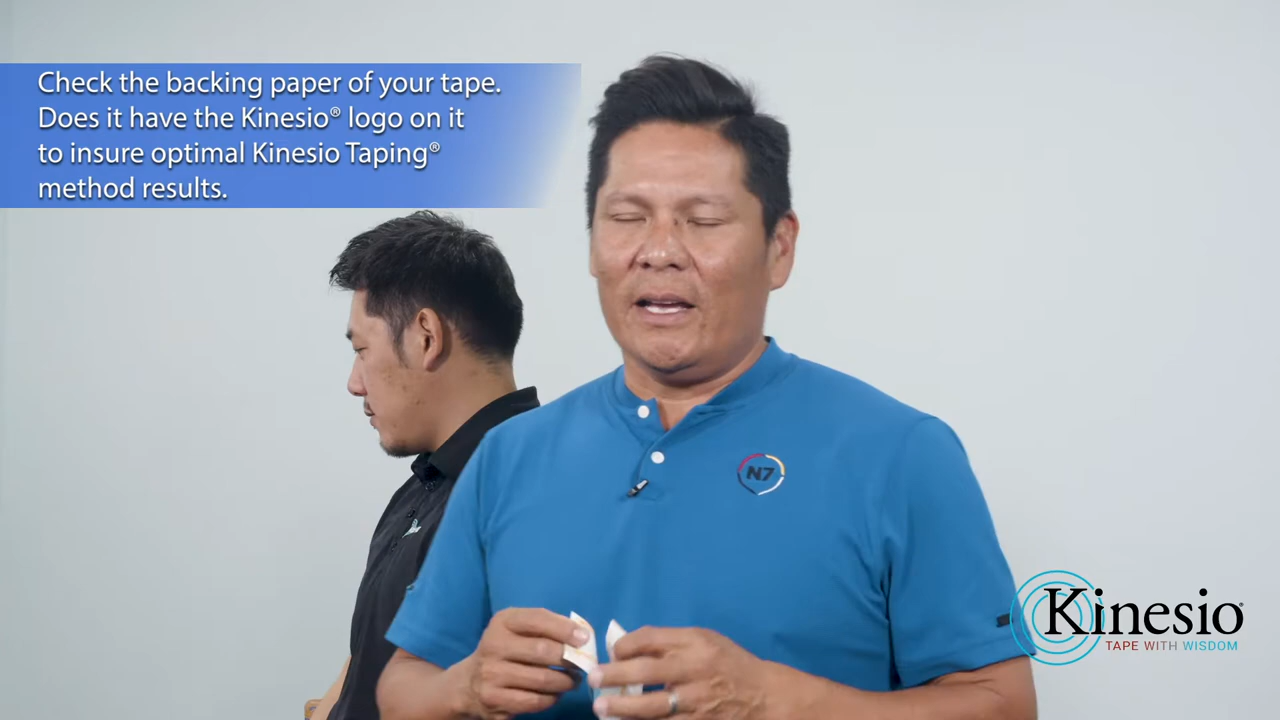 Check the backing paper of your tape.
Does it have the Kinesio® logo on it
to insure optimal Kinesio Taping®
method results.
N7
Kinesio®
TAPE WITH WISDOM